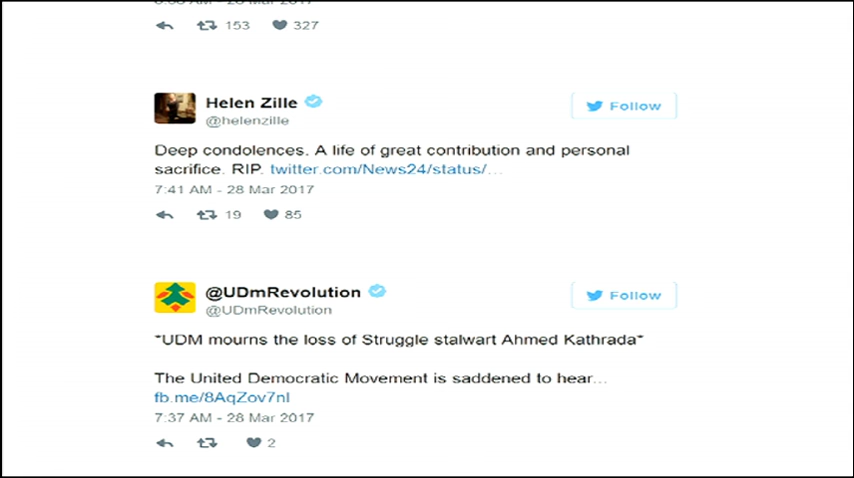 153 327
Helen Zille
@helenzille
Follow
Deep condolences. A life of great contribution and personal
sacrifice. RIP. twitter.com/News24/status/...
7:41 AM - 28 Mar 2017
19 85
@UDmRevolution
@UDmRevolution
Follow
*UDM mourns the loss of Struggle stalwart Ahmed Kathrada*
The United Democratic Movement is saddened to hear...
fb.me/8AqZov7nI
7:37 AM - 28 Mar 2017
2